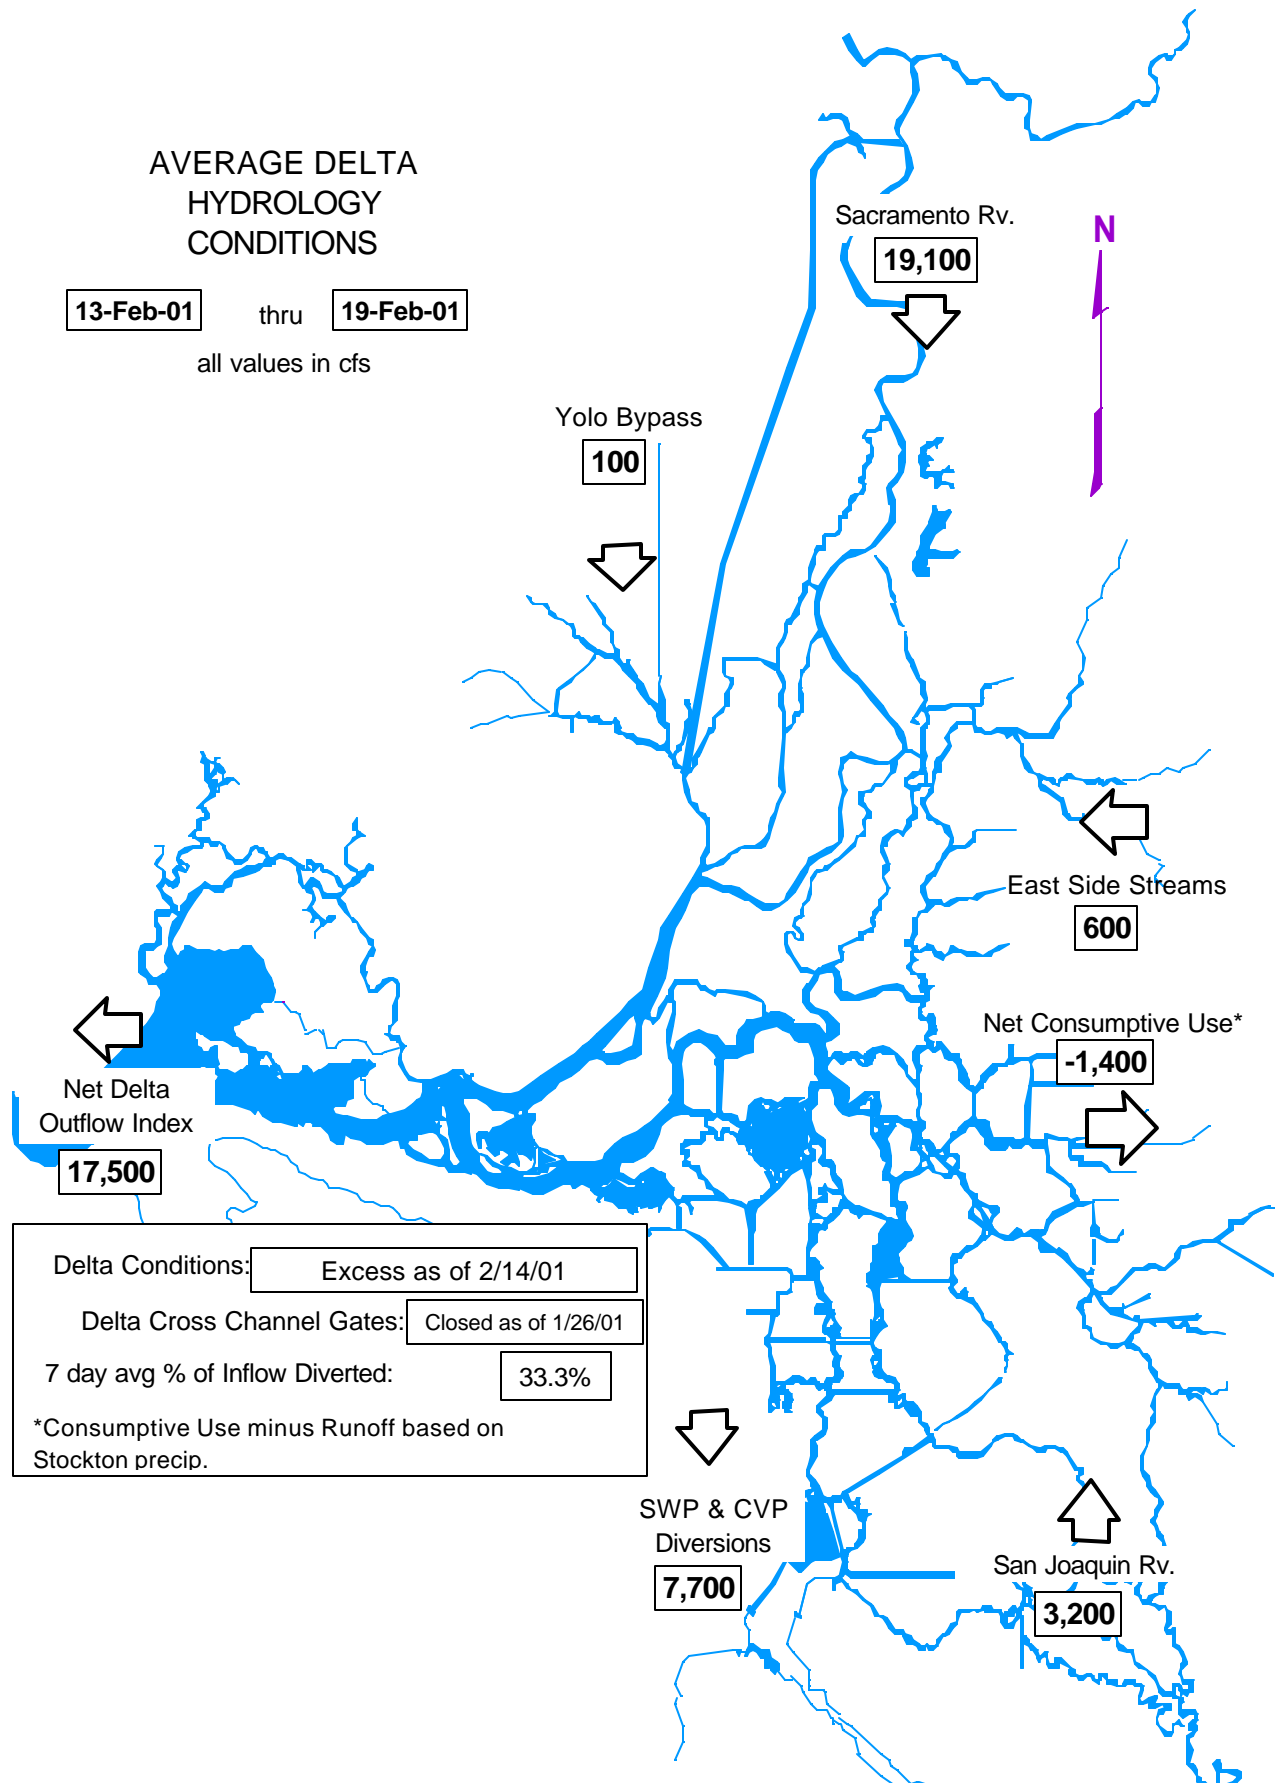 AVERAGE DELTA
HYDROLOGY
CONDITIONS
13-Feb-01 thru 19-Feb-01
all values in cfs
Sacramento Rv.
19,100
N
Yolo Bypass
100
East Side Streams
600
Net Consumptive Use*
-1,400
Net Delta
Outflow Index
17,500
Delta Conditions: Excess as of 2/14/01
Delta Cross Channel Gates: Closed as of 1/26/01
7 day avg % of Inflow Diverted: 33.3%
*Consumptive Use minus Runoff based on
Stockton precip.
SWP & CVP
Diversions
7,700
San Joaquin Rv.
3,200